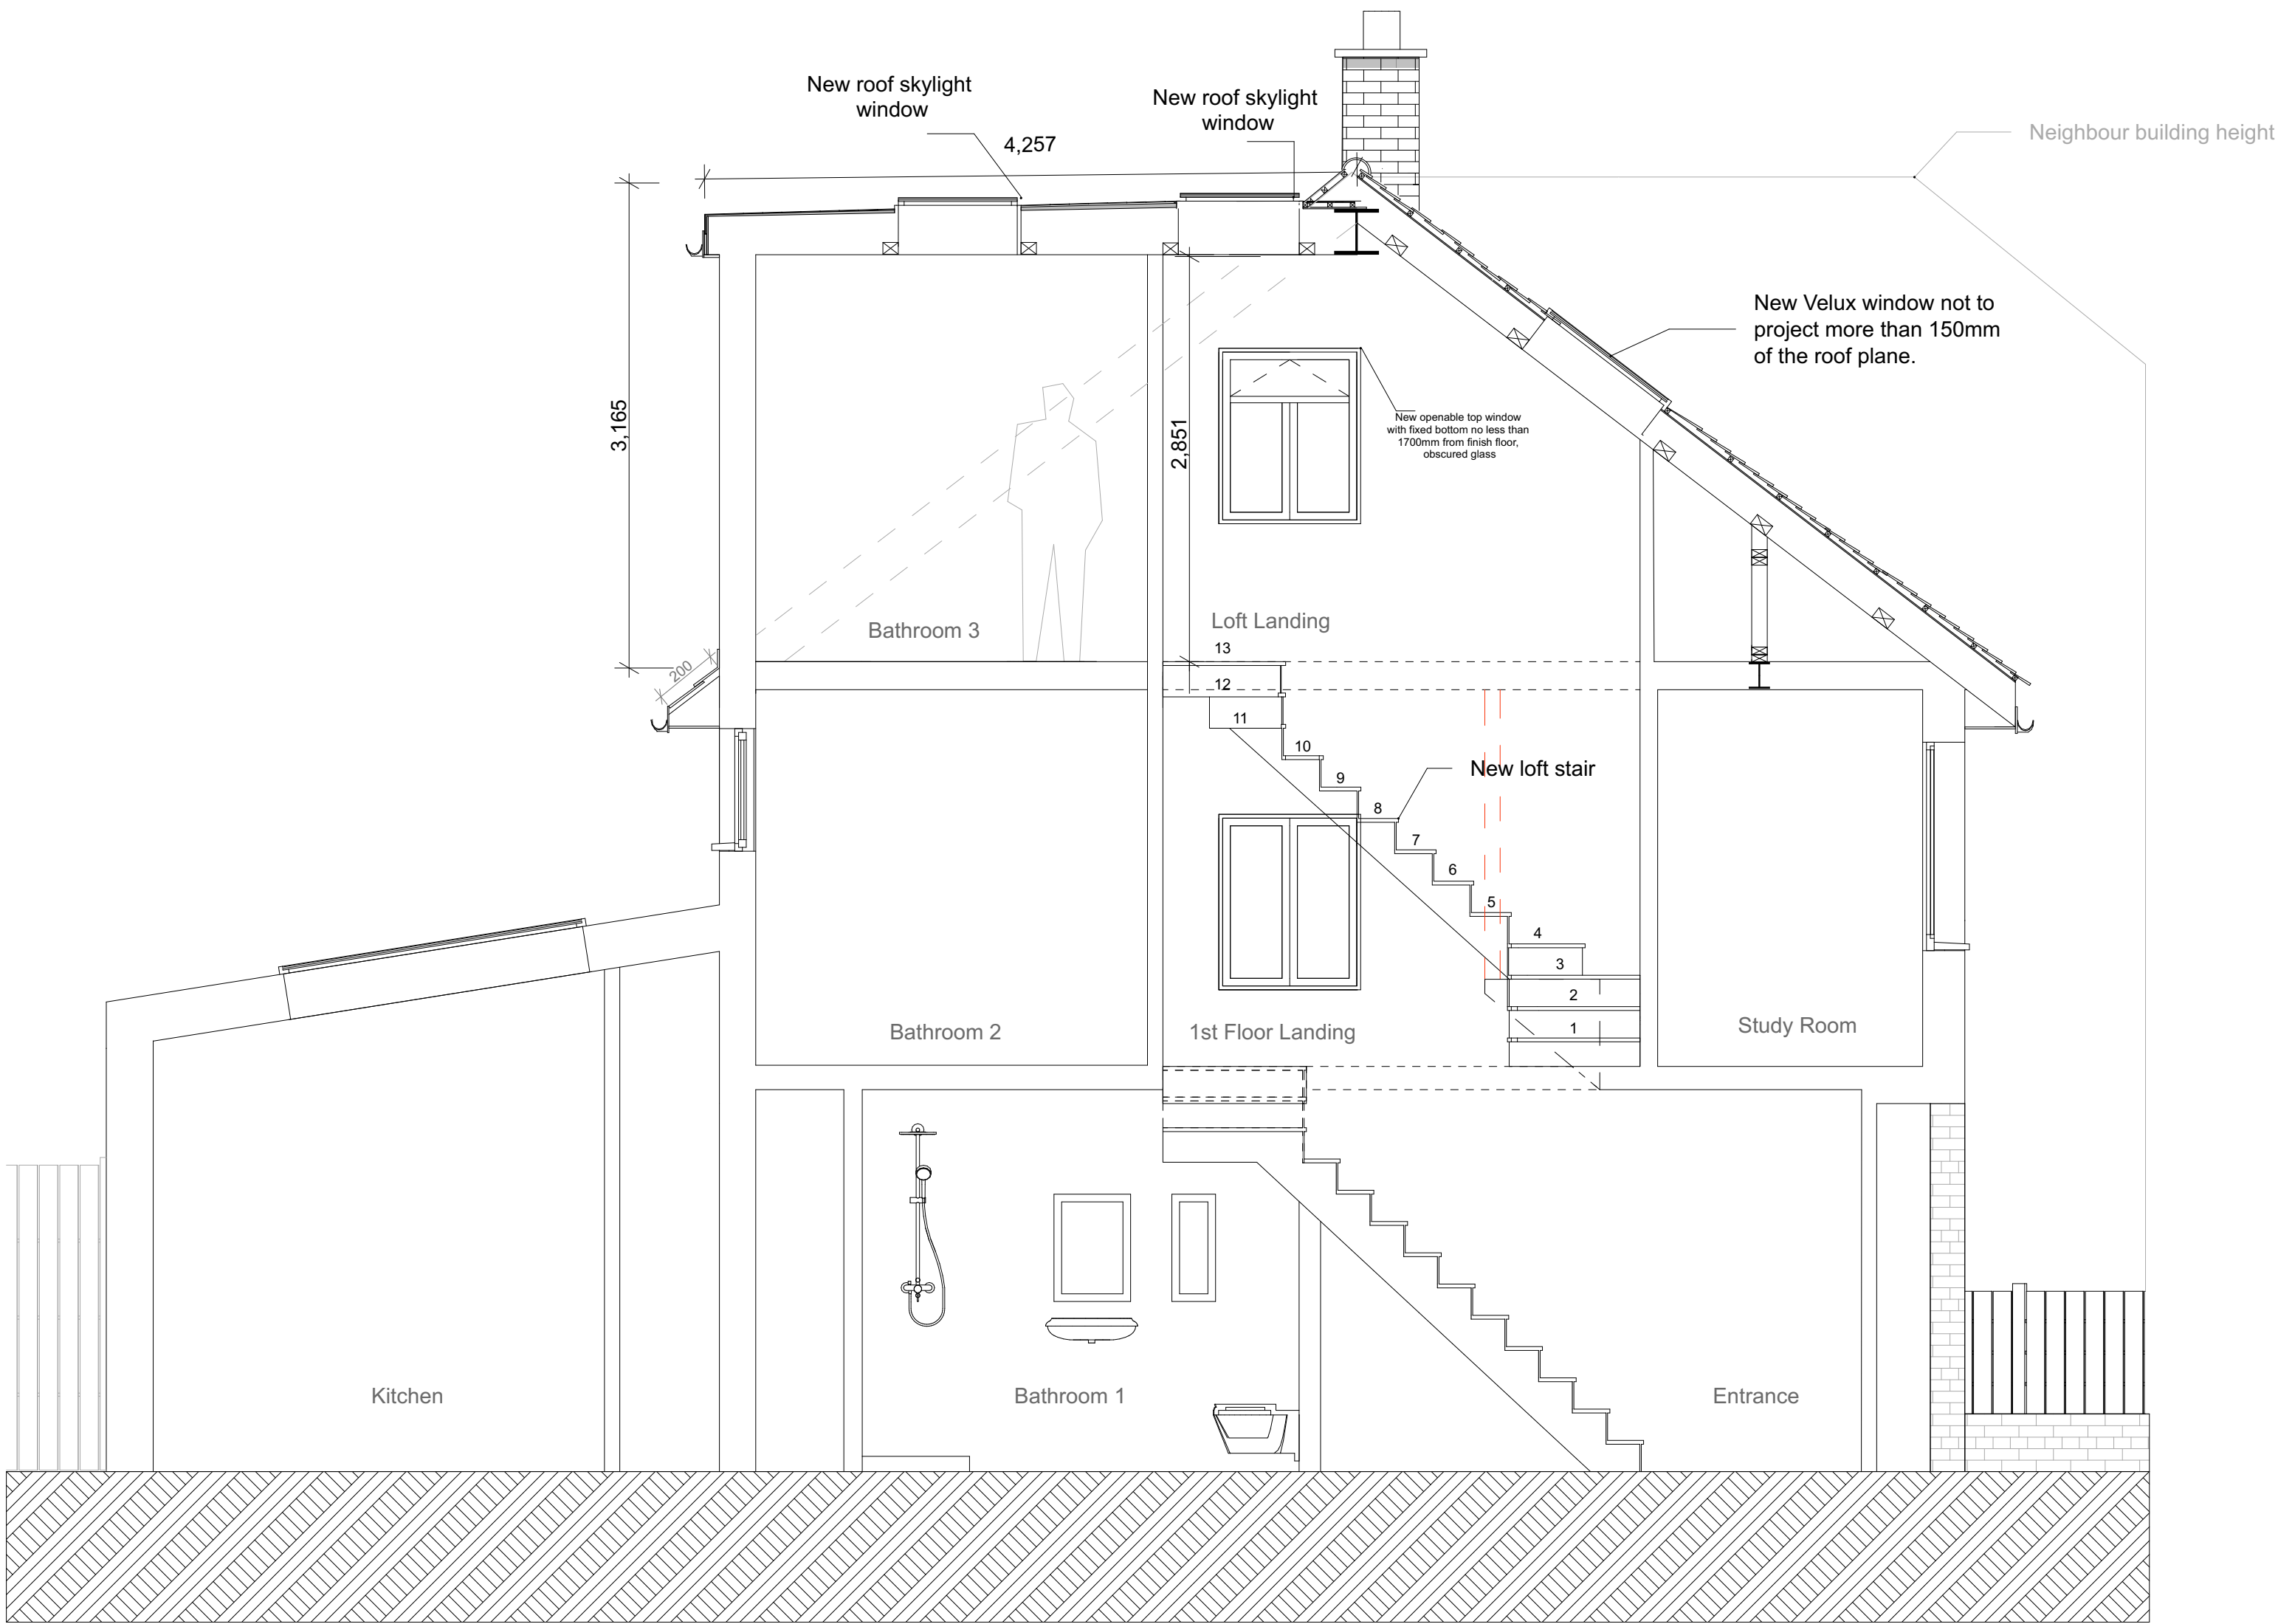 New roof skylight
window
New roof skylight
window
4,257
Neighbour building height
New Velux window not to
project more than 150mm
of the roof plane.
3,165
2,851
New openable top window
with fixed bottom no less than
1700mm from finish floor,
obscured glass
Bathroom 3
Loft Landing
200
13
12
11
10
9
8
7
6
5
4
3
2
1
New loft stair
Bathroom 2
1st Floor Landing
Study Room
Kitchen
Bathroom 1
Entrance